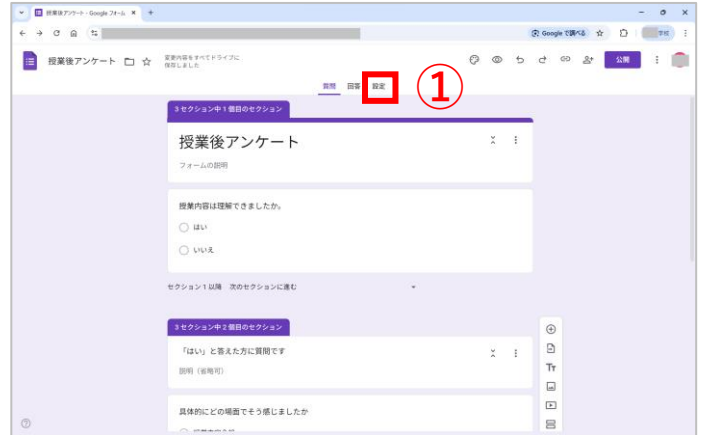 授業後アンケート - Google フォーム
Google で調べる
学校
授業後アンケート
変更内容をすべてドライブに
保存しました
公開
質問 回答 設定
①
3 セクション中 1 個目のセクション
授業後アンケート
フォームの説明
授業内容は理解できましたか。
はい
いいえ
セクション 1 以降 次のセクションに進む
3 セクション中 2 個目のセクション
「はい」と答えた方に質問です
説明（省略可）
具体的にどの場面でそう感じましたか
Tт